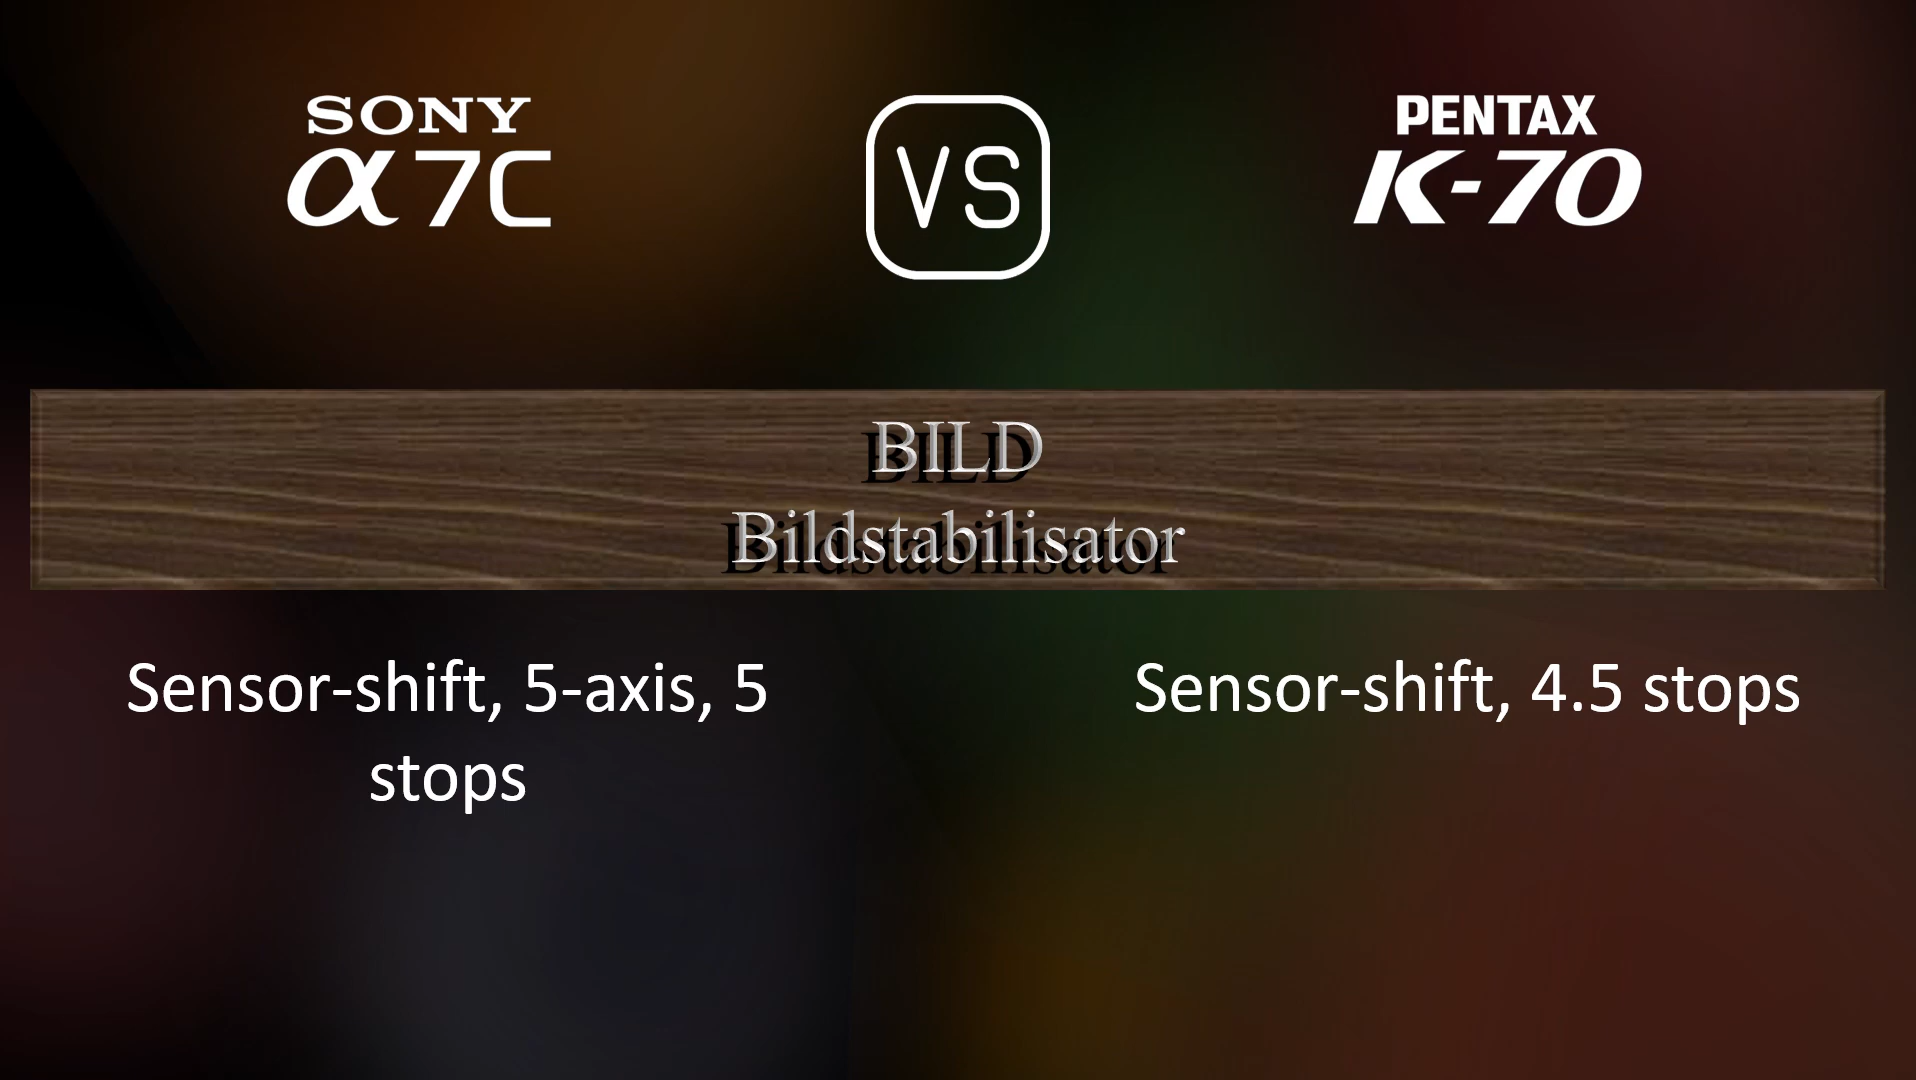 SONY
α7C
VS
PENTAX
K-70
BILD
Bildstabilisator
Sensor-shift, 5-axis, 5
stops
Sensor-shift, 4.5 stops